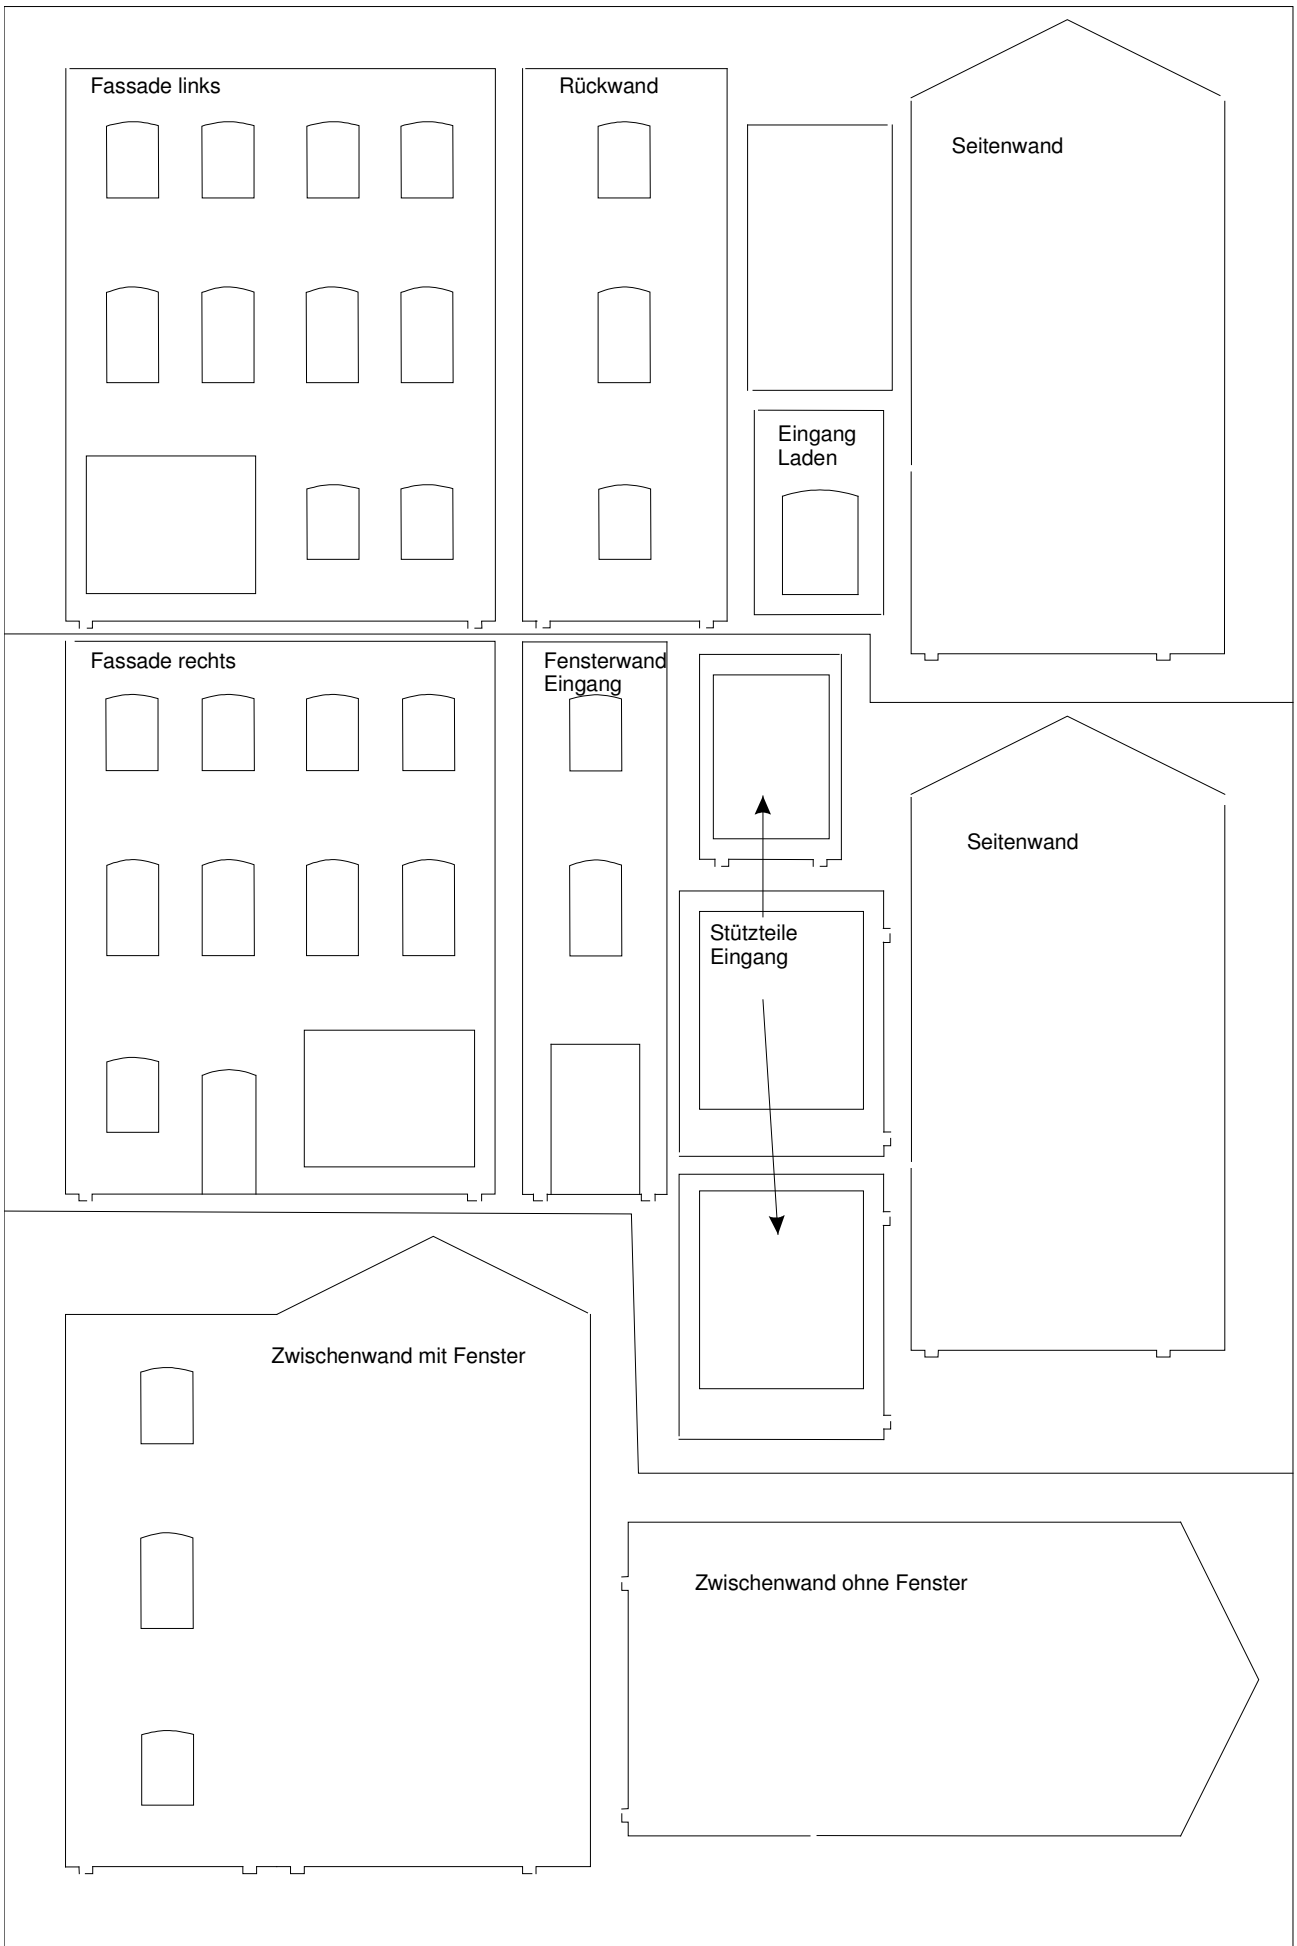 Fassade links
Rückwand
Seitenwand
Eingang
Laden
Fassade rechts
Fensterwand
Eingang
Seitenwand
Stützteile
Eingang
Zwischenwand mit Fenster
Zwischenwand ohne Fenster